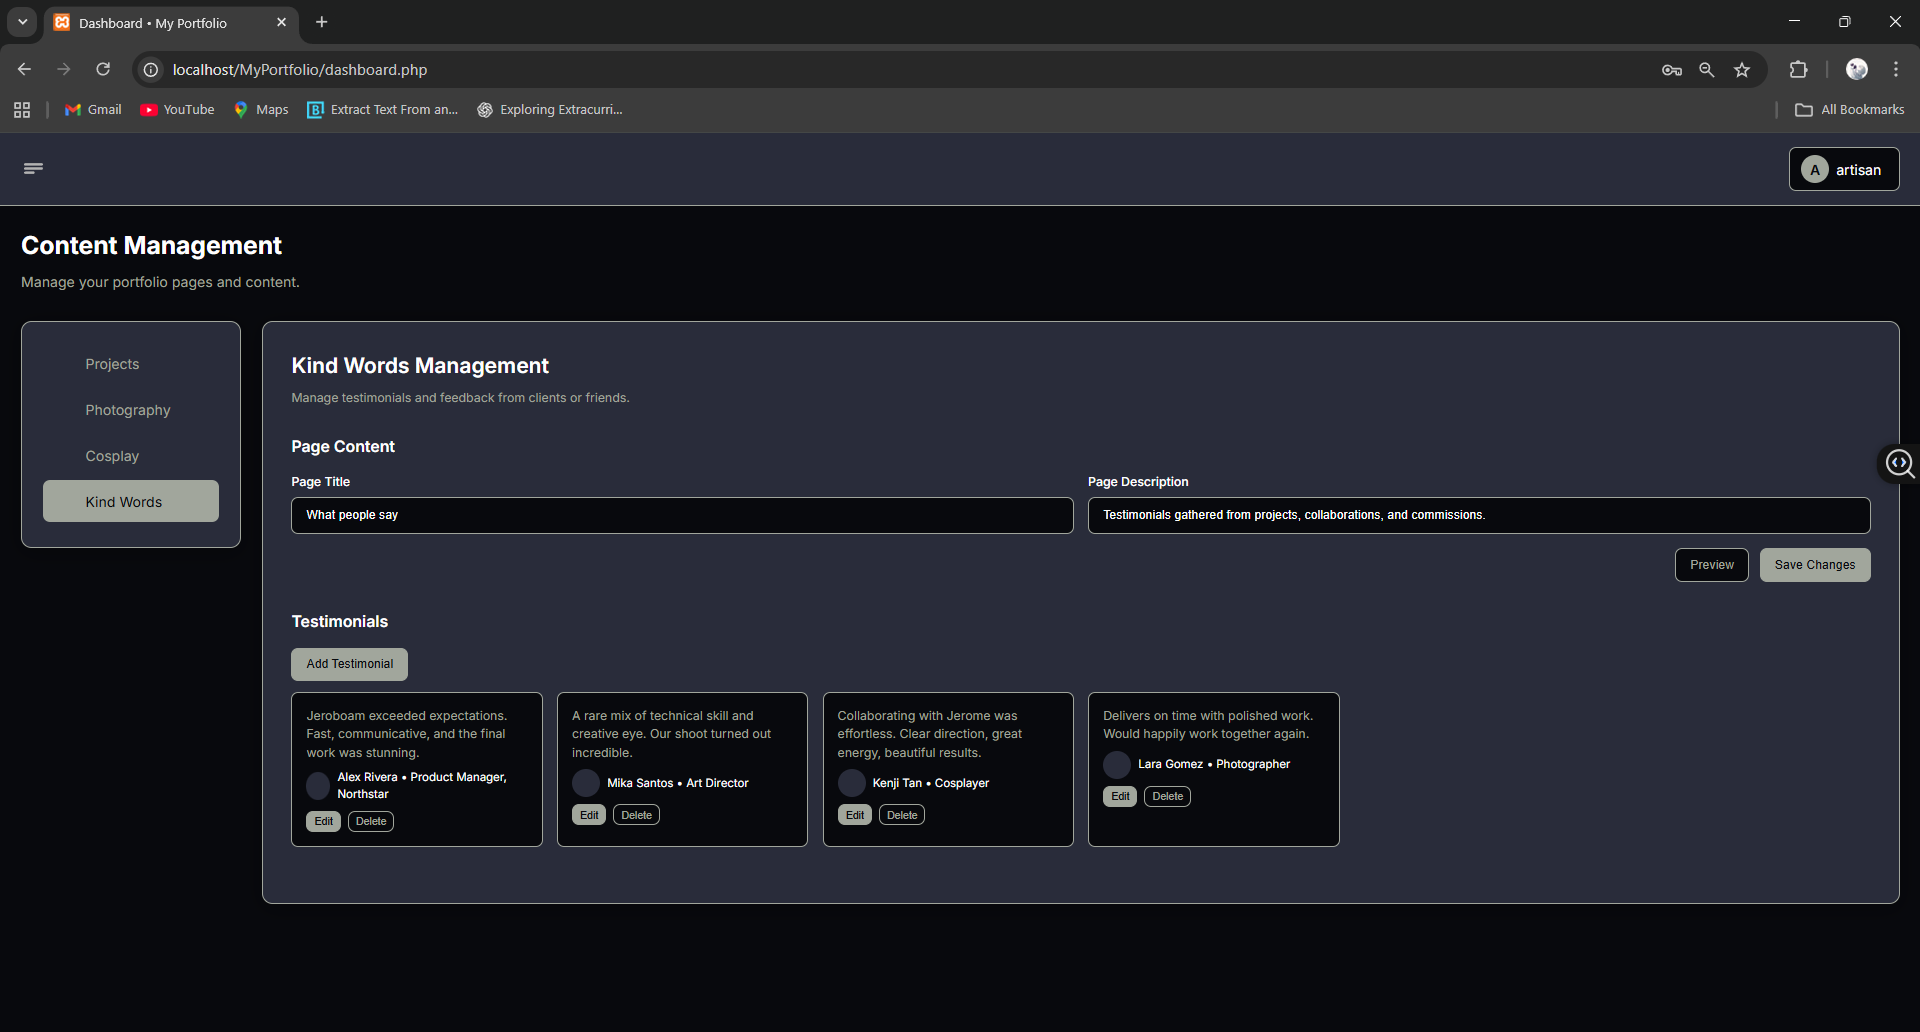 Dashboard • My Portfolio
localhost/MyPortfolio/dashboard.php
Gmail
YouTube
Maps
Extract Text From an...
Exploring Extracurri...
All Bookmarks
A artisan
Content Management
Manage your portfolio pages and content.
Projects
Photography
Cosplay
Kind Words
Kind Words Management
Manage testimonials and feedback from clients or friends.
Page Content
Page Title
What people say
Page Description
Testimonials gathered from projects, collaborations, and commissions.
Preview
Save Changes
Testimonials
Add Testimonial
Jeroboam exceeded expectations.
Fast, communicative, and the final
work was stunning.
Alex Rivera • Product Manager,
Northstar
Edit
Delete
A rare mix of technical skill and
creative eye. Our shoot turned out
incredible.
Mika Santos • Art Director
Edit
Delete
Collaborating with Jerome was
effortless. Clear direction, great
energy, beautiful results.
Kenji Tan • Cosplayer
Edit
Delete
Delivers on time with polished work.
Would happily work together again.
Lara Gomez • Photographer
Edit
Delete